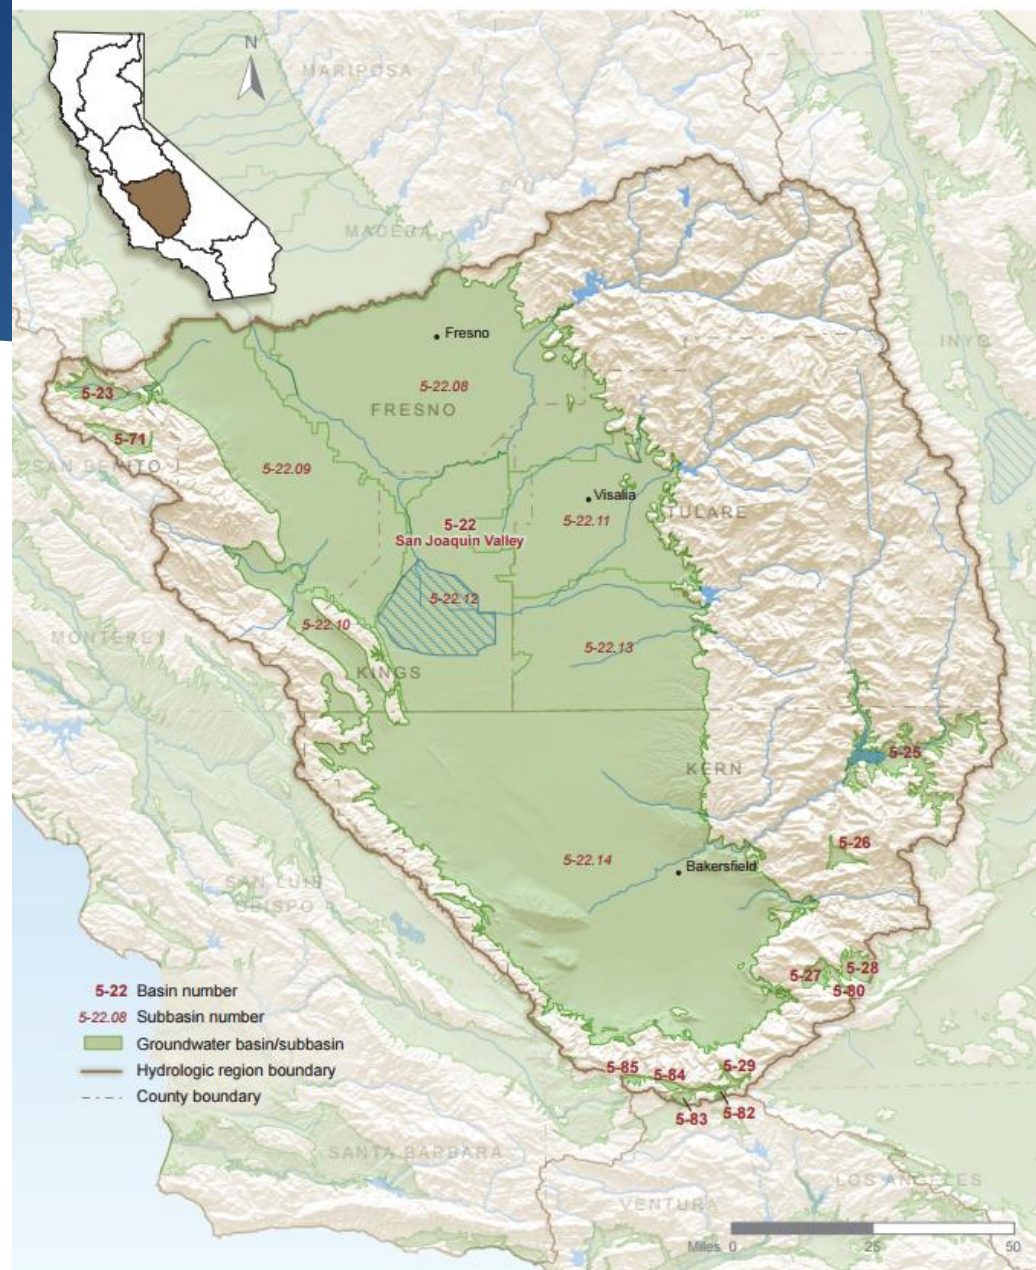 N
MARIPOSA
MADERA
INYO
Fresno
5-22.08
FRESNO
5-23
5-71
SAN BENITO
5-22.09
Visalia
5-22.11
TULARE
5-22
San Joaquin Valley
5-22.12
5-22.10
5-22.13
MONTEREY
KINGS
5-25
KERN
5-26
5-22.14
Bakersfield
SAN LUIS
OBISPO
5-27
5-28
5-80
5-22 Basin number
5-22.08 Subbasin number
Groundwater basin/subbasin
Hydrologic region boundary
County boundary
5-85
5-84
5-29
5-83
5-82
SANTA BARBARA
VENTURA
LOS ANGELES
Miles 0 25 50